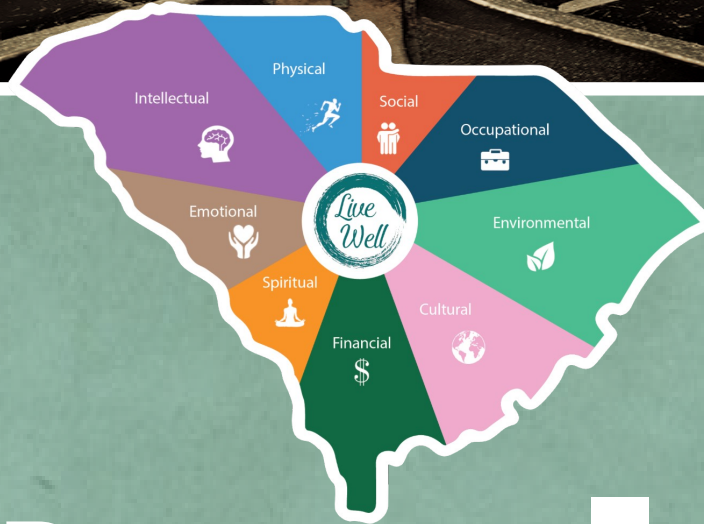 Physical
Intellectual
Social
Occupational
Emotional
Live
Well
Environmental
Spiritual
Cultural
Financial
$